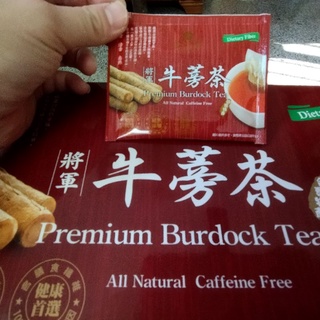 Dietary Fiber
將軍 牛蒡茶
Premium Burdock Tea
All Natural Caffeine Free
將軍 牛蒡茶
Premium Burdock Tea
All Natural Caffeine Free
健康
首選